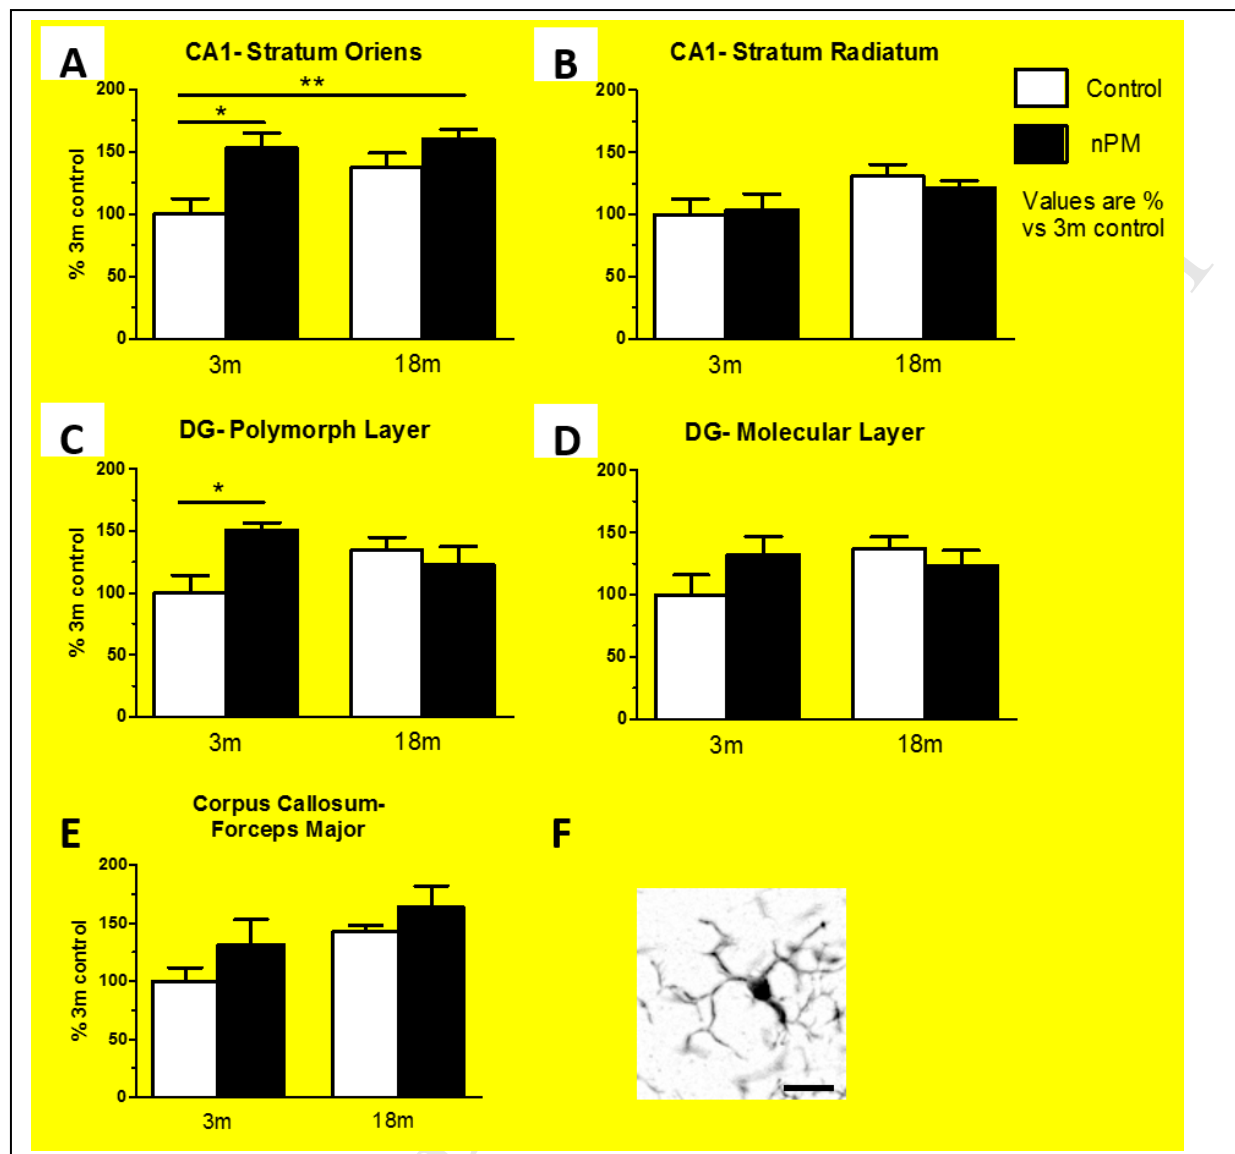 A
CA1- Stratum Oriens
**
*
200
150
100
50
0
% 3m control
3m
18m
B
CA1- Stratum Radiatum
200
150
100
50
0
3m
18m
Control
nPM
Values are %
vs 3m control
C
DG- Polymorph Layer
*
200
150
100
50
0
% 3m control
3m
18m
D
DG- Molecular Layer
200
150
100
50
0
3m
18m
E
Corpus Callosum-
Forceps Major
200
150
100
50
0
% 3m control
3m
18m
F